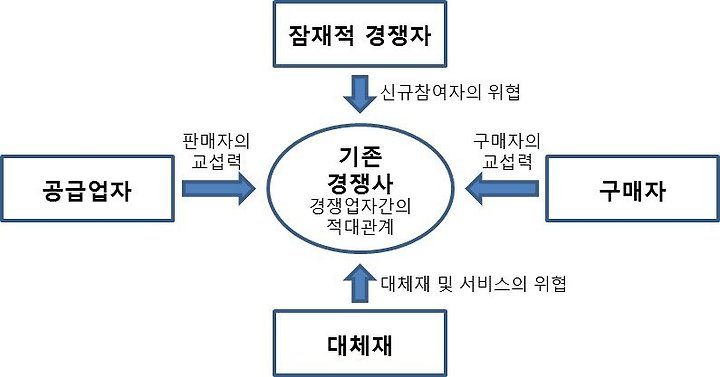 잠재적 경쟁자
신규참여자의 위협
판매자의
교섭력
구매자의
교섭력
공급업자
기존
경쟁사
경쟁업자간의
적대관계
구매자
대체재 및 서비스의 위협
대체재